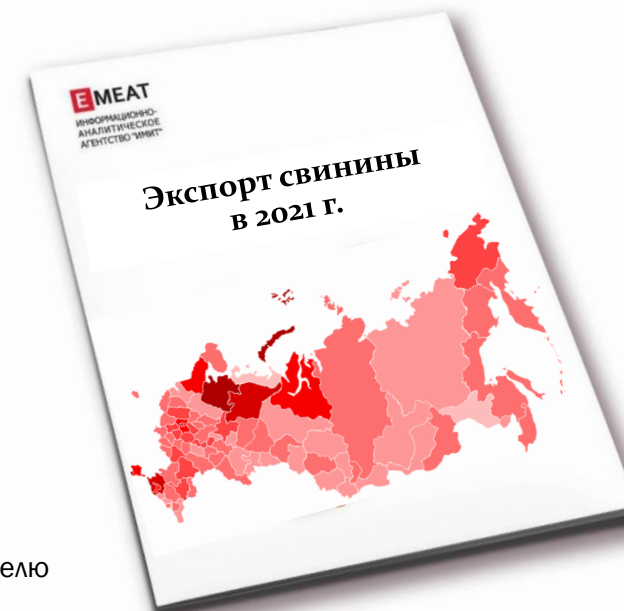 EMEAT
ИНФОРМАЦИОННО-
АНАЛИТИЧЕСКОЕ
АГЕНТСТВО "ИМИТ"
Экспорт свинины
в 2021 г.
елю